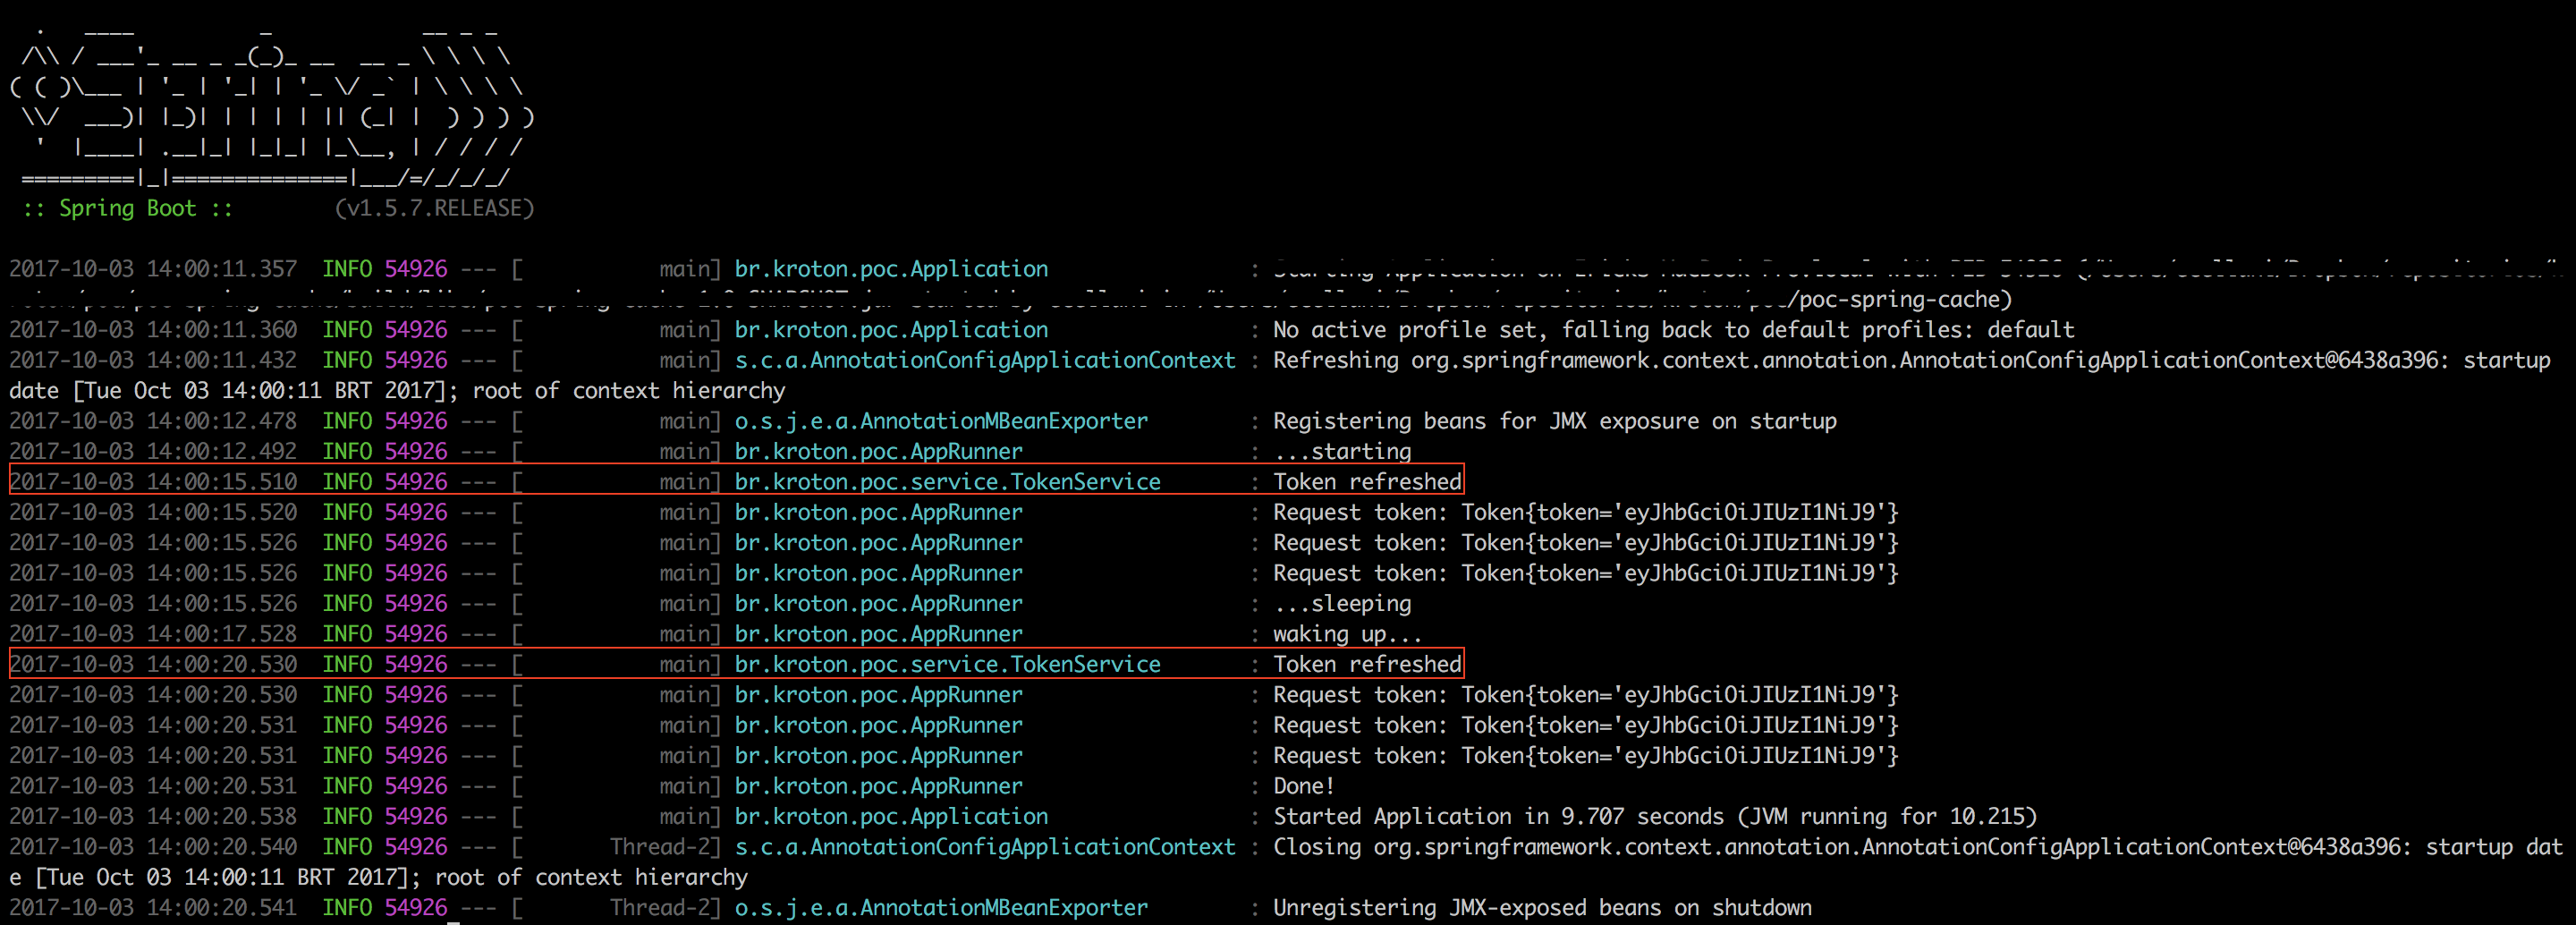 .   ____          _            __ _ _
 /\\ / ___'_ __ _ _(_)_ __  __ _ \ \ \ \
( ( )\___ | '_ | '_| | '_ \/ _` | \ \ \ \
 \\/  ___)| |_)| | | | | || (_| |  ) ) ) )
  '  |____| .__|_| |_|_| |_\__, | / / / /
 =========|_|==============|___/=/_/_/_/
 :: Spring Boot ::        (v1.5.7.RELEASE)
2017-10-03 14:00:11.357  INFO 54926 --- [           main] br.kroton.poc.Application                :
/poc-spring-cache)
2017-10-03 14:00:11.360  INFO 54926 --- [           main] br.kroton.poc.Application                : No active profile set, falling back to default profiles: default
2017-10-03 14:00:11.432  INFO 54926 --- [           main] s.c.a.AnnotationConfigApplicationContext : Refreshing org.springframework.context.annotation.AnnotationConfigApplicationContext@6438a396: startup
date [Tue Oct 03 14:00:11 BRT 2017]; root of context hierarchy
2017-10-03 14:00:12.478  INFO 54926 --- [           main] o.s.j.e.a.AnnotationMBeanExporter        : Registering beans for JMX exposure on startup
2017-10-03 14:00:12.492  INFO 54926 --- [           main] br.kroton.poc.AppRunner                  : ...starting
2017-10-03 14:00:15.510  INFO 54926 --- [           main] br.kroton.poc.service.TokenService       : Token refreshed
2017-10-03 14:00:15.520  INFO 54926 --- [           main] br.kroton.poc.AppRunner                  : Request token: Token{token='eyJhbGciOiJIUzI1NiJ9'}
2017-10-03 14:00:15.526  INFO 54926 --- [           main] br.kroton.poc.AppRunner                  : Request token: Token{token='eyJhbGciOiJIUzI1NiJ9'}
2017-10-03 14:00:15.526  INFO 54926 --- [           main] br.kroton.poc.AppRunner                  : Request token: Token{token='eyJhbGciOiJIUzI1NiJ9'}
2017-10-03 14:00:15.526  INFO 54926 --- [           main] br.kroton.poc.AppRunner                  : ...sleeping
2017-10-03 14:00:17.528  INFO 54926 --- [           main] br.kroton.poc.AppRunner                  : waking up...
2017-10-03 14:00:20.530  INFO 54926 --- [           main] br.kroton.poc.service.TokenService       : Token refreshed
2017-10-03 14:00:20.530  INFO 54926 --- [           main] br.kroton.poc.AppRunner                  : Request token: Token{token='eyJhbGciOiJIUzI1NiJ9'}
2017-10-03 14:00:20.531  INFO 54926 --- [           main] br.kroton.poc.AppRunner                  : Request token: Token{token='eyJhbGciOiJIUzI1NiJ9'}
2017-10-03 14:00:20.531  INFO 54926 --- [           main] br.kroton.poc.AppRunner                  : Request token: Token{token='eyJhbGciOiJIUzI1NiJ9'}
2017-10-03 14:00:20.531  INFO 54926 --- [           main] br.kroton.poc.AppRunner                  : Done!
2017-10-03 14:00:20.538  INFO 54926 --- [           main] br.kroton.poc.Application                : Started Application in 9.707 seconds (JVM running for 10.215)
2017-10-03 14:00:20.540  INFO 54926 --- [       Thread-2] s.c.a.AnnotationConfigApplicationContext : Closing org.springframework.context.annotation.AnnotationConfigApplicationContext@6438a396: startup dat
e [Tue Oct 03 14:00:11 BRT 2017]; root of context hierarchy
2017-10-03 14:00:20.541  INFO 54926 --- [       Thread-2] o.s.j.e.a.AnnotationMBeanExporter        : Unregistering JMX-exposed beans on shutdown